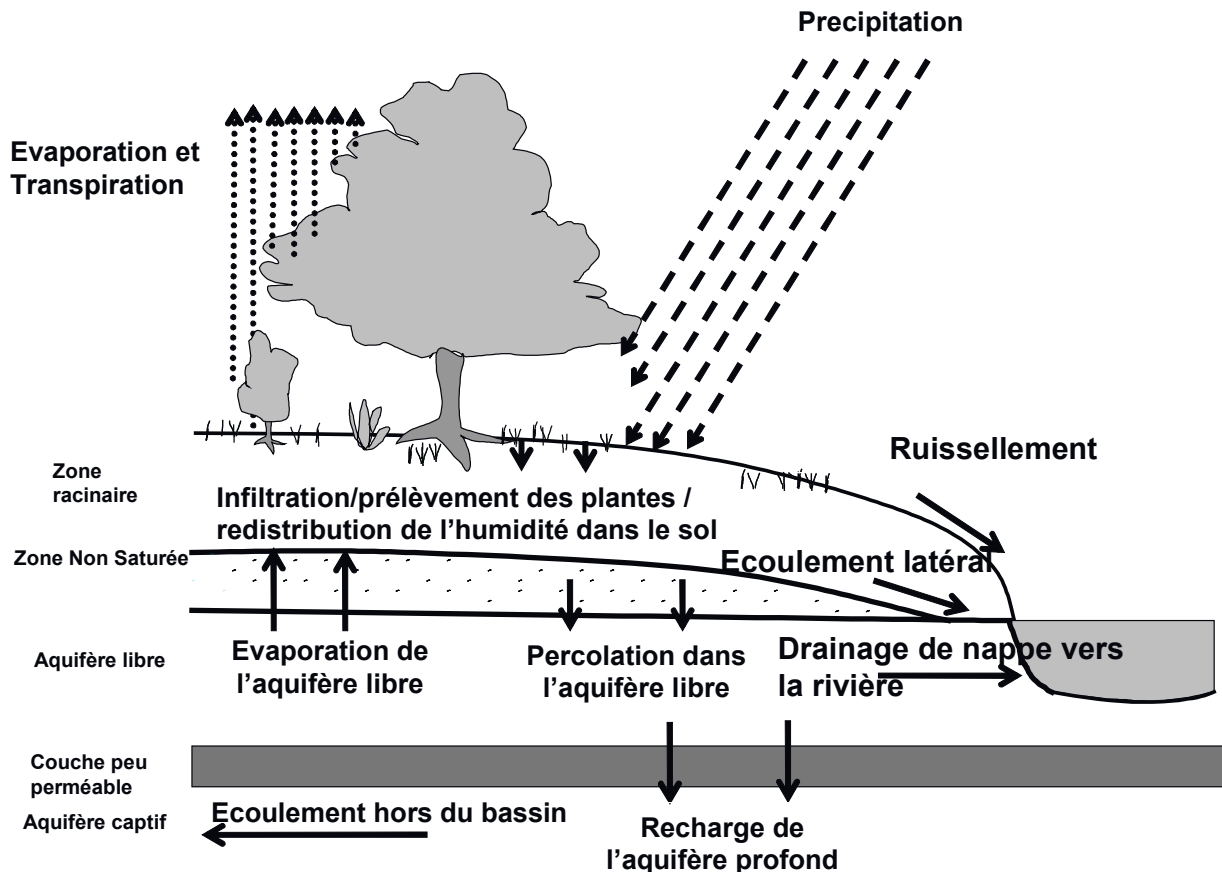 Precipitation
Evaporation et
Transpiration
Ruissellement
Zone
racinaire
Infiltration/prélèvement des plantes /
redistribution de l'humidité dans le sol
Zone Non Saturée
Ecoulement latéral
Aquifère libre
Evaporation de
l'aquifère libre
Percolation dans
l'aquifère libre
Drainage de nappe vers
la rivière
Couche peu
perméable
Aquifère captif
Ecoulement hors du bassin
Recharge de
l'aquifère profond